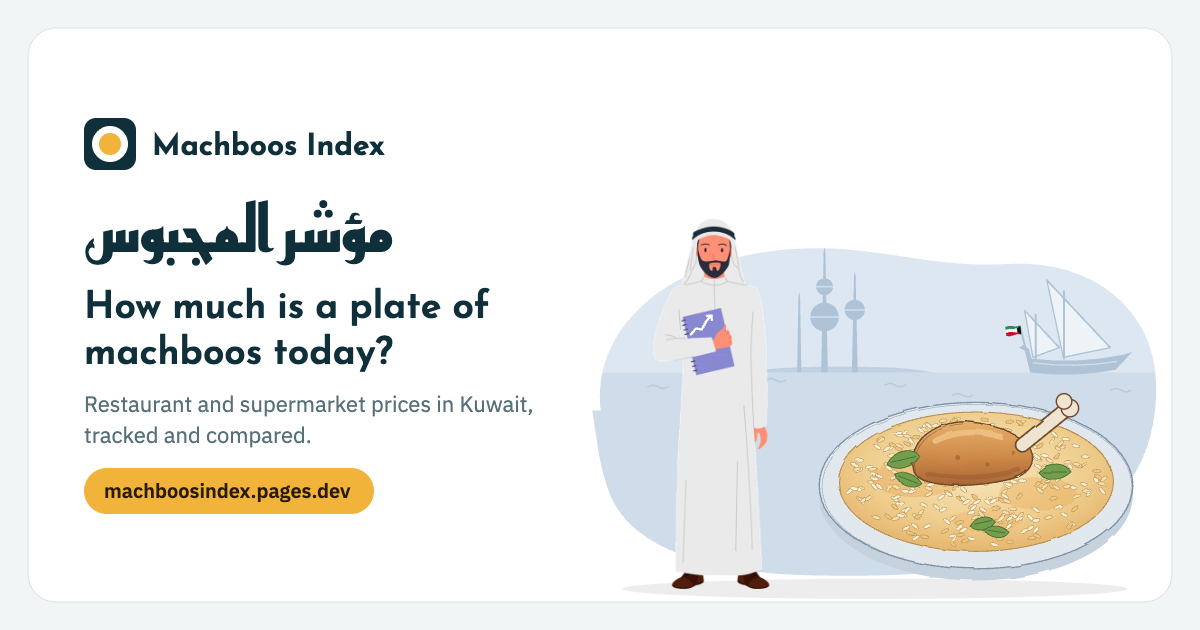 Machboos Index
مؤشر المجبوس
How much is a plate of
machboos today?
Restaurant and supermarket prices in Kuwait,
tracked and compared.
machboosindex.pages.dev